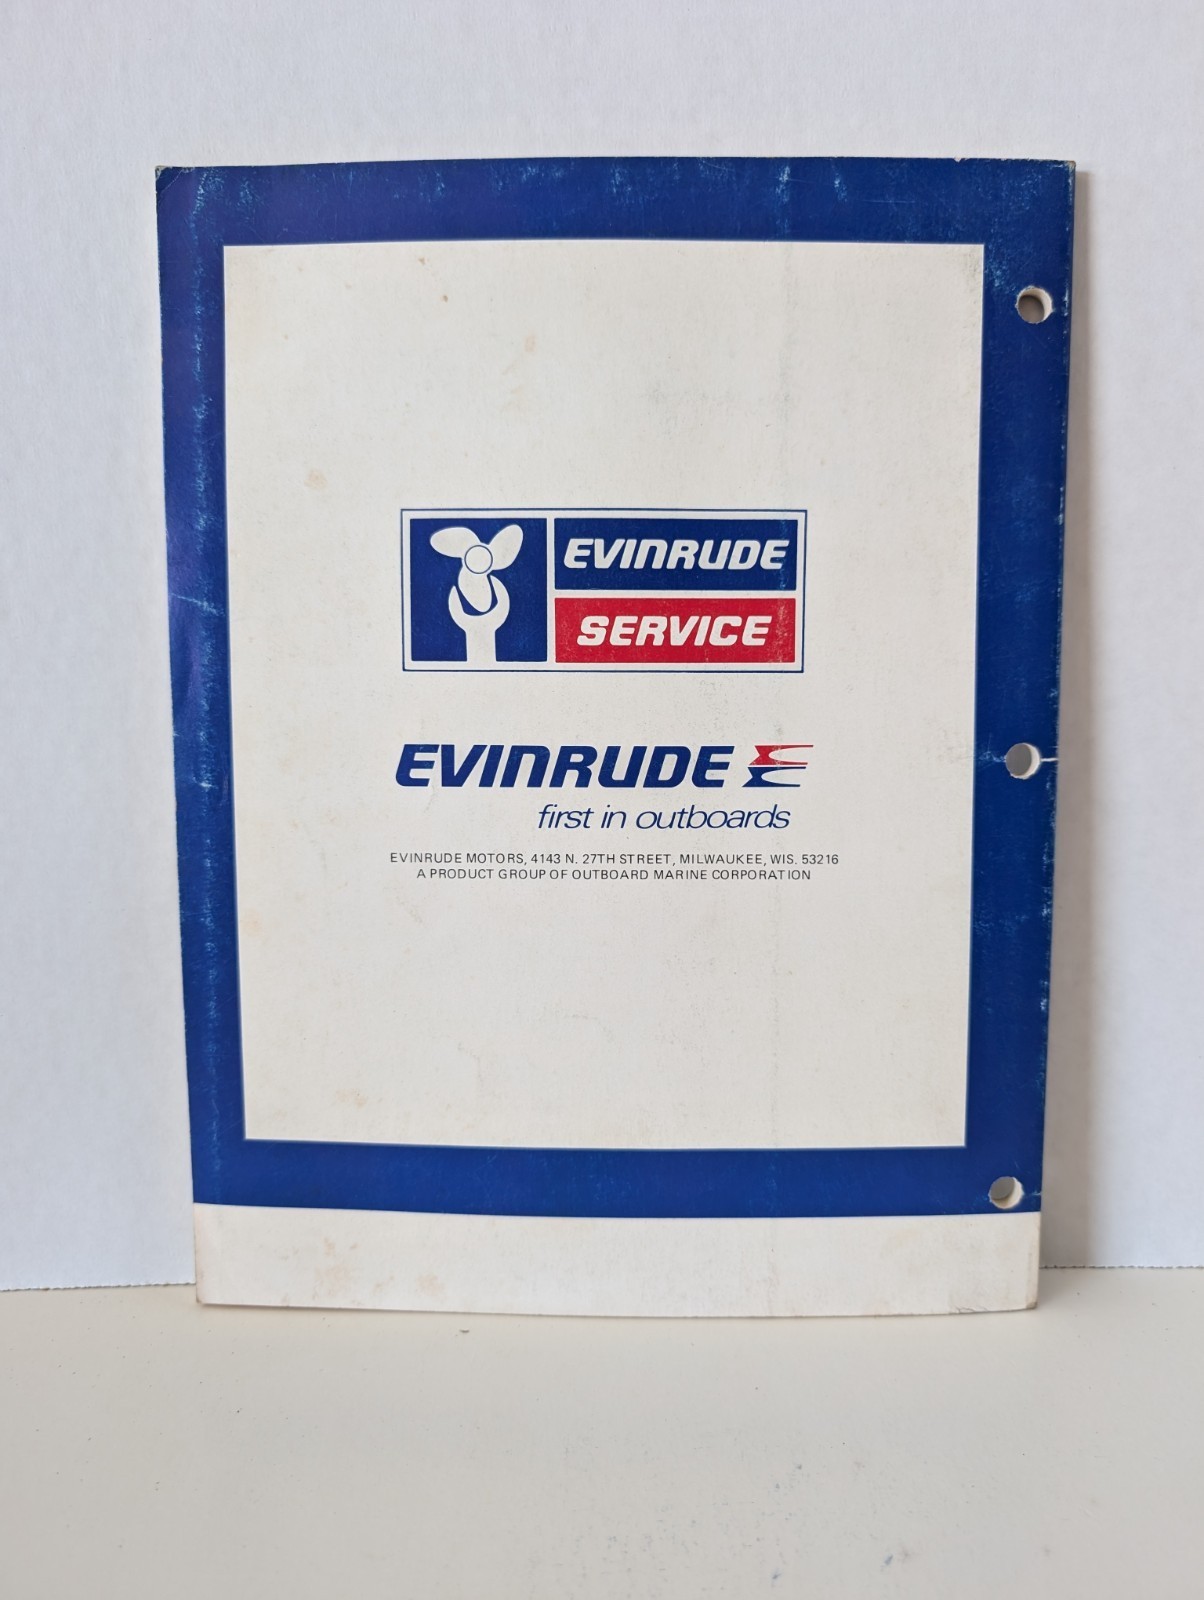 EVINRUDE
SERVICE
EVINRUDE
first in outboards
EVINRUDE MOTORS, 4143 N. 27TH STREET, MILWAUKEE, WIS. 53216
A PRODUCT GROUP OF OUTBOARD MARINE CORPORATION